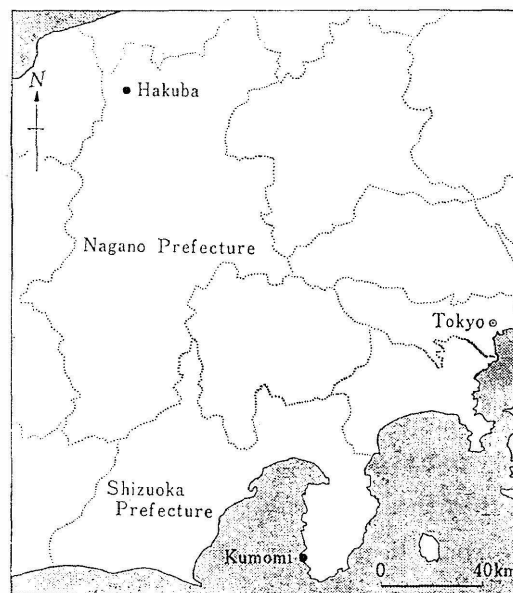 N
Hakuba
Nagano Prefecture
Tokyo
Shizuoka
Prefecture
Kumomi
0 40km